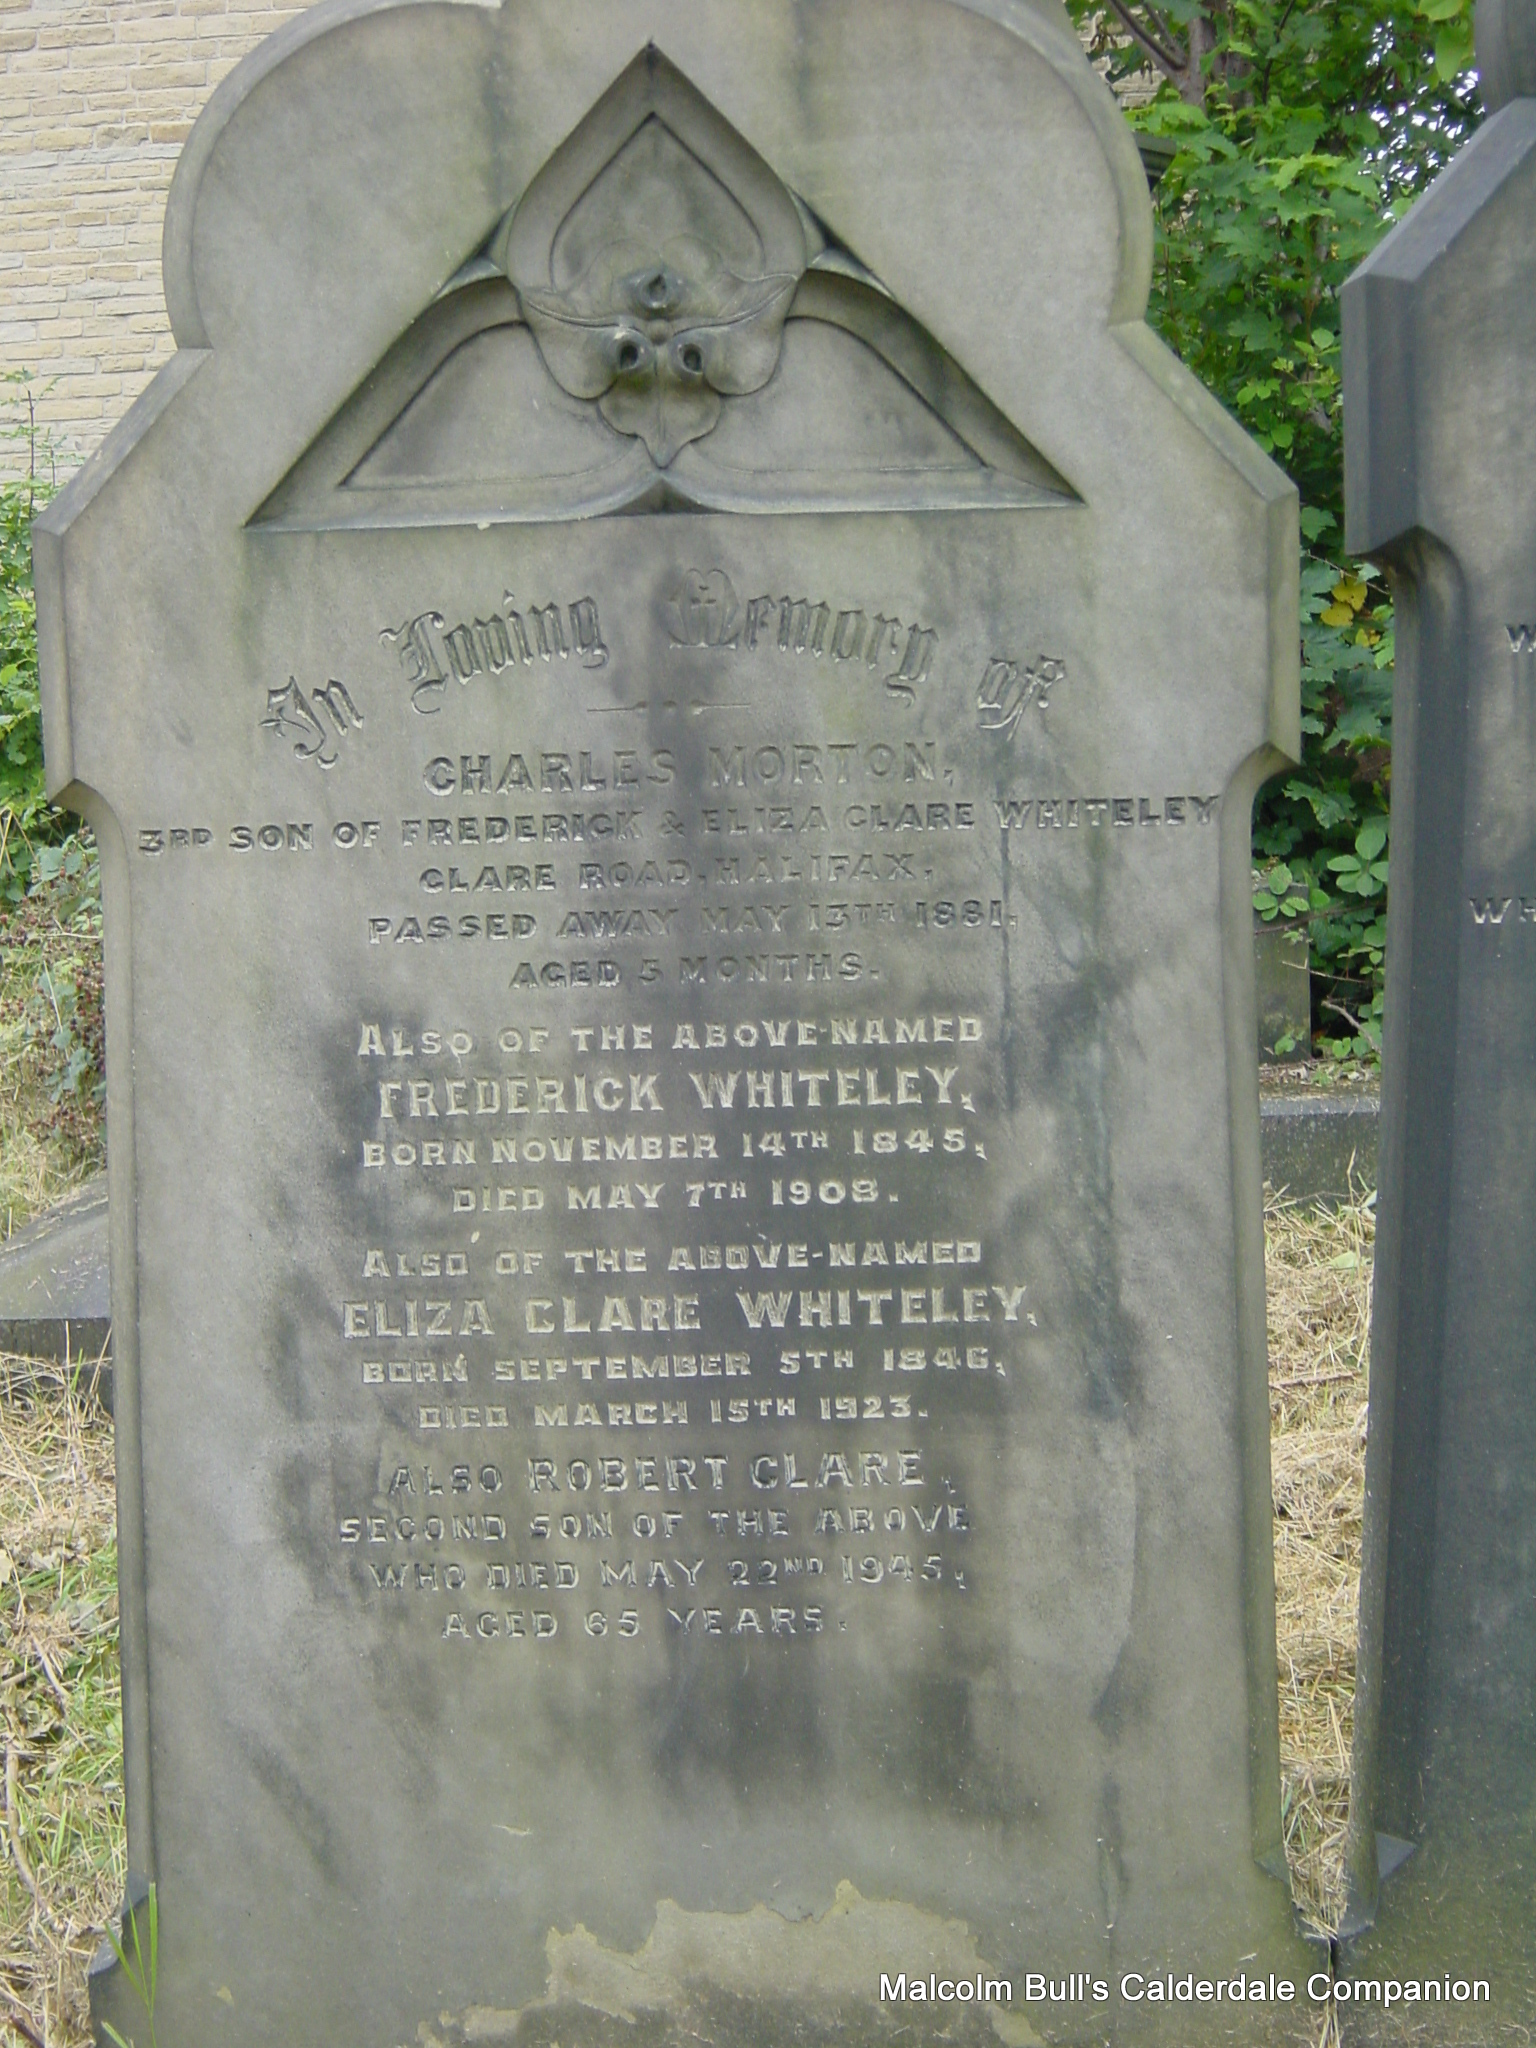 In Loving Memory of
CHARLES MORTON,
3RD SON OF FREDERICK & ELIZA CLARE WHITELEY
CLARE ROAD, HALIFAX,
PASSED AWAY MAY 13TH 1881,
AGED 5 MONTHS.
ALSO OF THE ABOVE-NAMED
FREDERICK WHITELEY,
BORN NOVEMBER 14TH 1845,
DIED MAY 7TH 1908.
ALSO OF THE ABOVE-NAMED
ELIZA CLARE WHITELEY,
BORN SEPTEMBER 5TH 1846,
DIED MARCH 15TH 1923.
ALSO ROBERT CLARE,
SECOND SON OF THE ABOVE
WHO DIED MAY 22ND 1945,
AGED 65 YEARS.
Malcolm Bull's Calderdale Companion